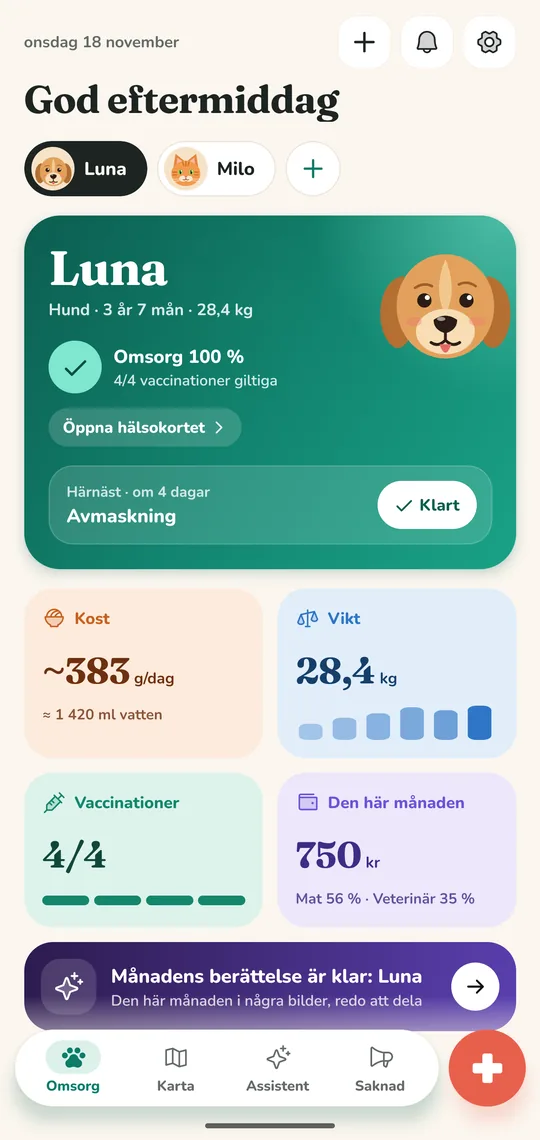 onsdag 18 november
God eftermiddag
Luna
Milo
Luna
Hund · 3 år 7 mån · 28,4 kg
Omsorg 100 %
4/4 vaccinationer giltiga
Öppna hälsokortet
Härnäst · om 4 dagar
Avmaskning
Klart
Kost
~383 g/dag
≈ 1 420 ml vatten
Vikt
28,4 kg
Vaccinationer
4/4
Den här månaden
750 kr
Mat 56 % · Veterinär 35 %
Månadens berättelse är klar: Luna
Den här månaden i några bilder, redo att dela
Omsorg
Karta
Assistent
Saknad